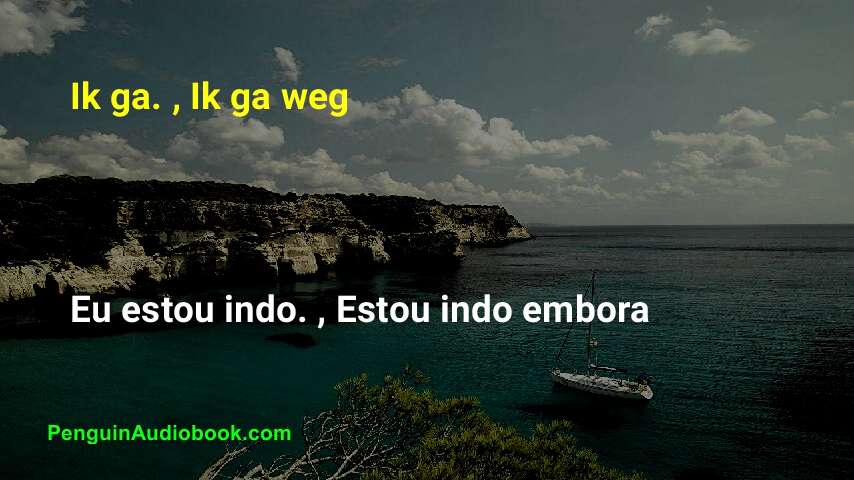 Ik ga. , Ik ga weg
Eu estou indo. , Estou indo embora
PenguinAudiobook.com